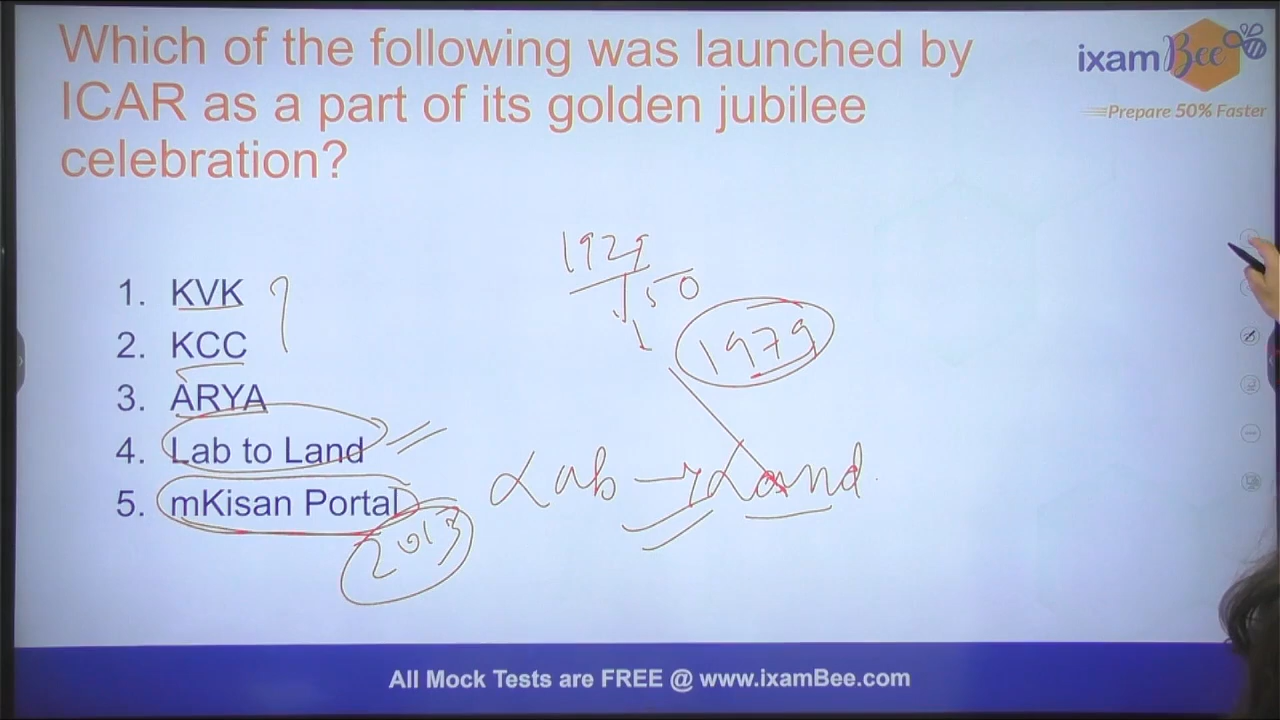 Which of the following was launched by
ixamBee
ICAR as a part of its golden jubilee
Prepare 50% Faster
celebration?
1929
50
1. KVK
2. KCC
1979
3. ARYA
4. Lab to Land
Lab → Land
5. mKisan Portal
2013
All Mock Tests are FREE @ www.ixamBee.com